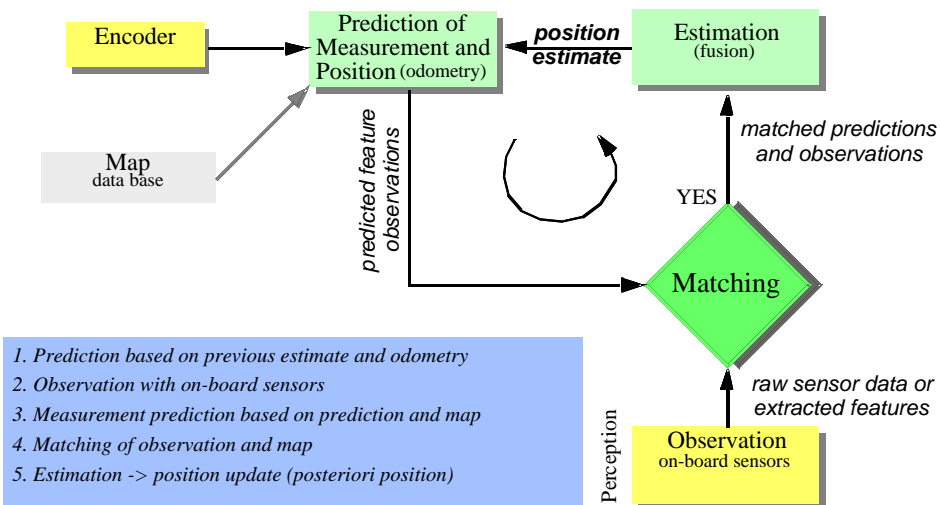 Encoder
Prediction of
Measurement and
Position (odometry)
position
estimate
Estimation
(fusion)
Map
data base
predicted feature
observations
matched predictions
and observations
YES
Matching
1. Prediction based on previous estimate and odometry
2. Observation with on-board sensors
3. Measurement prediction based on prediction and map
4. Matching of observation and map
5. Estimation -> position update (posteriori position)
raw sensor data or
extracted features
Perception
Observation
on-board sensors